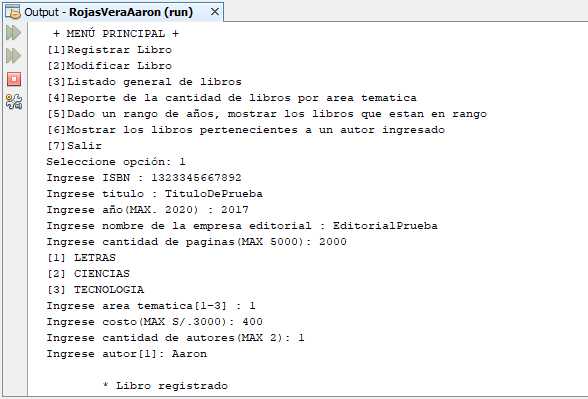 Output - RojasVeraAaron (run)
+ MENÚ PRINCIPAL +
[1]Registrar Libro
[2]Modificar Libro
[3]Listado general de libros
[4]Reporte de la cantidad de libros por area tematica
[5]Dado un rango de años, mostrar los libros que estan en rango
[6]Mostrar los libros pertenecientes a un autor ingresado
[7]Salir
Seleccione opción: 1
Ingrese ISBN : 1323345667892
Ingrese titulo : TituloDePrueba
Ingrese año(MAX. 2020) : 2017
Ingrese nombre de la empresa editorial : EditorialPrueba
Ingrese cantidad de paginas(MAX 5000): 2000
[1] LETRAS
[2] CIENCIAS
[3] TECNOLOGIA
Ingrese area tematica[1-3] : 1
Ingrese costo(MAX S/.3000): 400
Ingrese cantidad de autores(MAX 2): 1
Ingrese autor[1]: Aaron
* Libro registrado